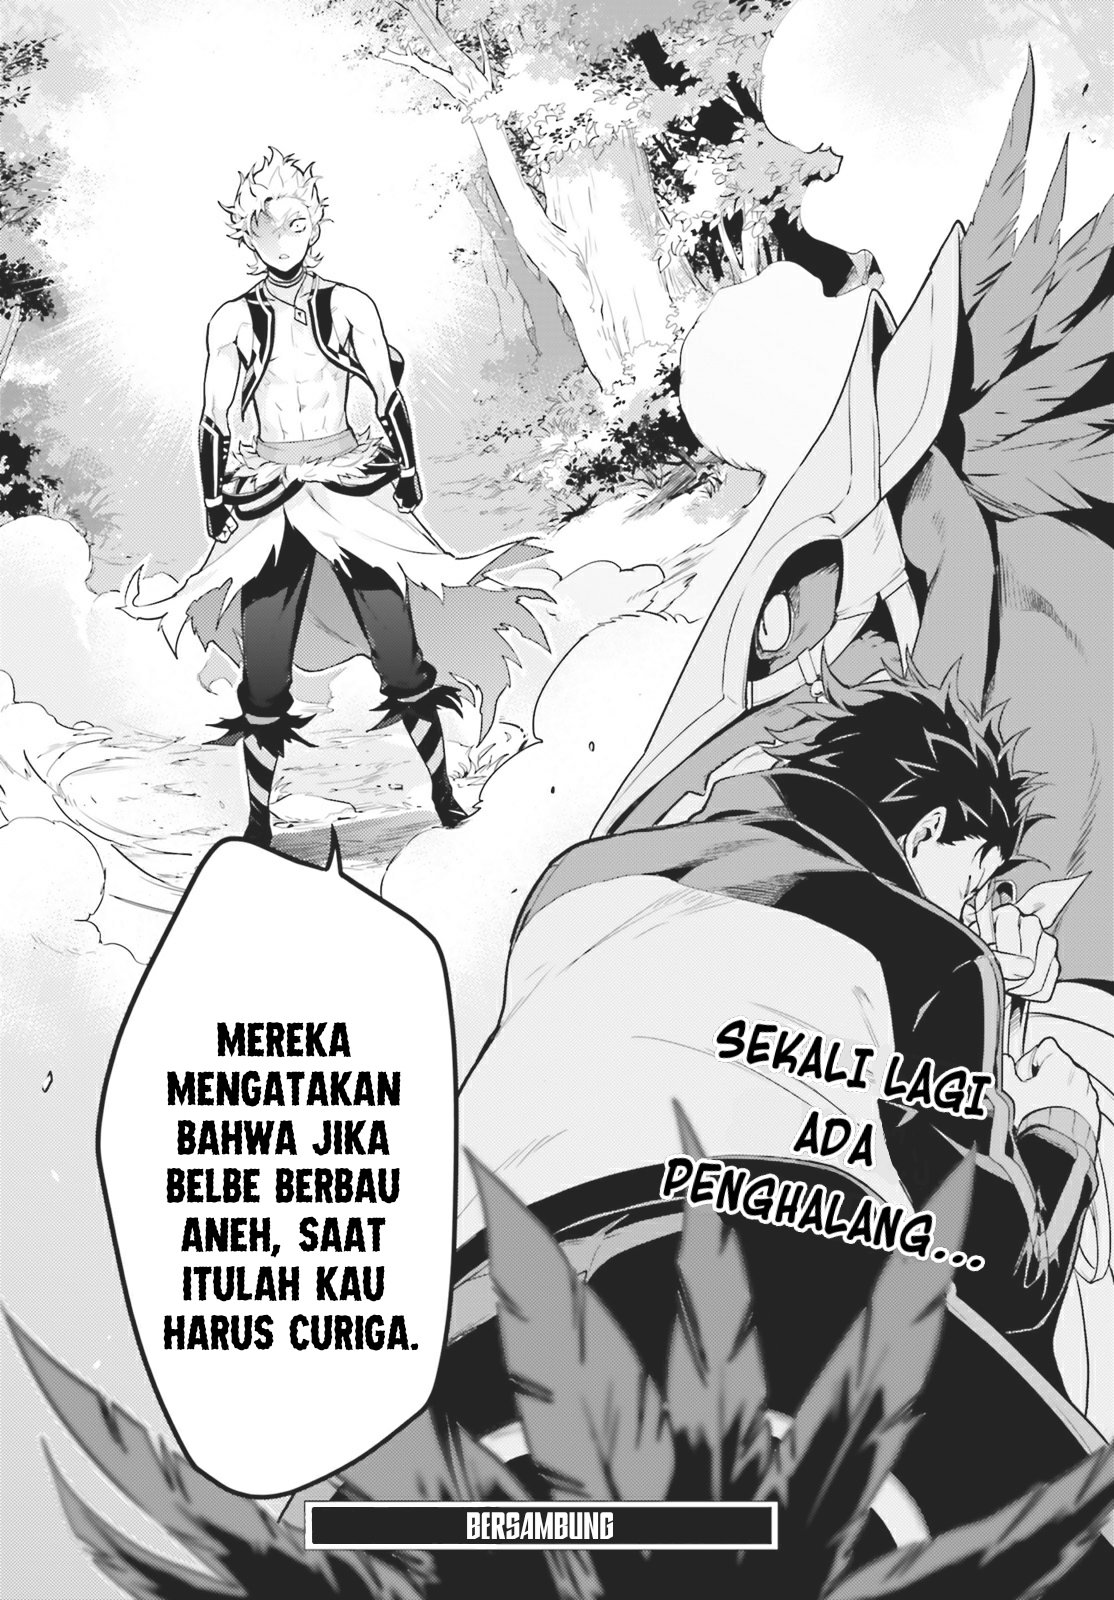 MEREKA
MENGATAKAN
BAHWA JIKA
BELBE BERBAU
ANEH, SAAT
ITULAH KAU
HARUS CURIGA.
SEKALI LAGI
ADA
PENGHALANG...
BERSAMBUNG